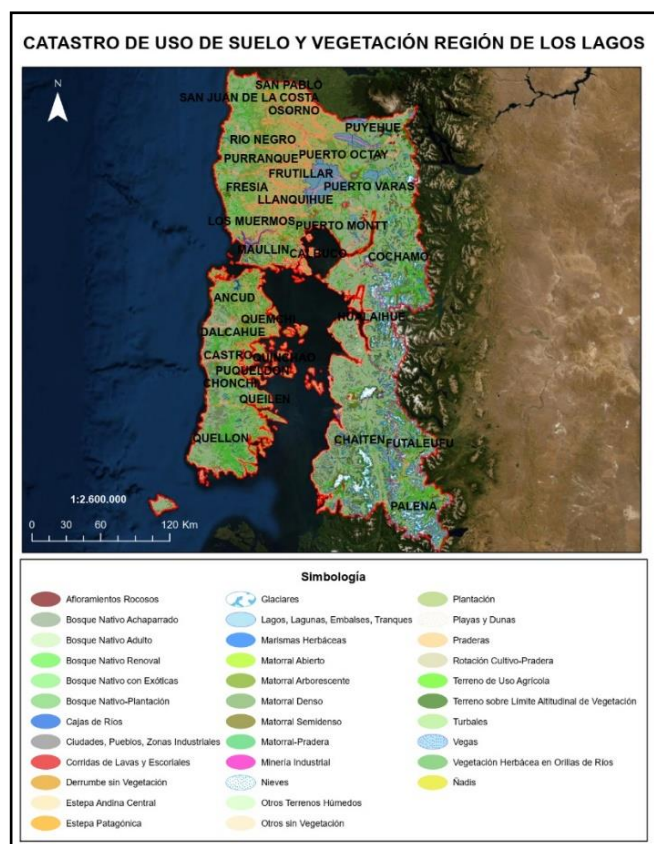 CATASTRO DE USO DE SUELO Y VEGETACIÓN REGIÓN DE LOS LAGOS
N
SAN PABLO
SAN JUAN DE LA COSTA
OSORNO
PUYEHUE
RIO NEGRO
PURRANQUE
PUERTO OCTAY
FRUTILLAR
FRESIA
PUERTO VARAS
LLANQUIHUE
LOS MUERMOS
PUERTO MONTT
MAULLIN
CALBUCO
COCHAMO
ANCUD
QUEMCHI
HUALAIHUE
DALCAHUE
CASTRO
QUINCHAO
PUQUELDON
CHONCHI
QUEILEN
QUELLON
CHAITEN
FUTALEUFU
PALENA
1:2.600.000
0 30 60 120 Km
Simbología
Afloramientos Rocosos
Bosque Nativo Achaparrado
Bosque Nativo Adulto
Bosque Nativo Renoval
Bosque Nativo con Exóticas
Bosque Nativo-Plantación
Cajas de Ríos
Ciudades, Pueblos, Zonas Industriales
Corridas de Lavas y Escoriales
Derrumbe sin Vegetación
Estepa Andina Central
Estepa Patagónica
Glaciares
Lagos, Lagunas, Embalses, Tranques
Marismas Herbáceas
Matorral Abierto
Matorral Arborescente
Matorral Denso
Matorral Semidenso
Matorral-Pradera
Minería Industrial
Nieves
Otros Terrenos Húmedos
Otros sin Vegetación
Plantación
Playas y Dunas
Praderas
Rotación Cultivo-Pradera
Terreno de Uso Agrícola
Terreno sobre Límite Altitudinal de Vegetación
Turbales
Vegas
Vegetación Herbácea en Orillas de Ríos
Ñadis